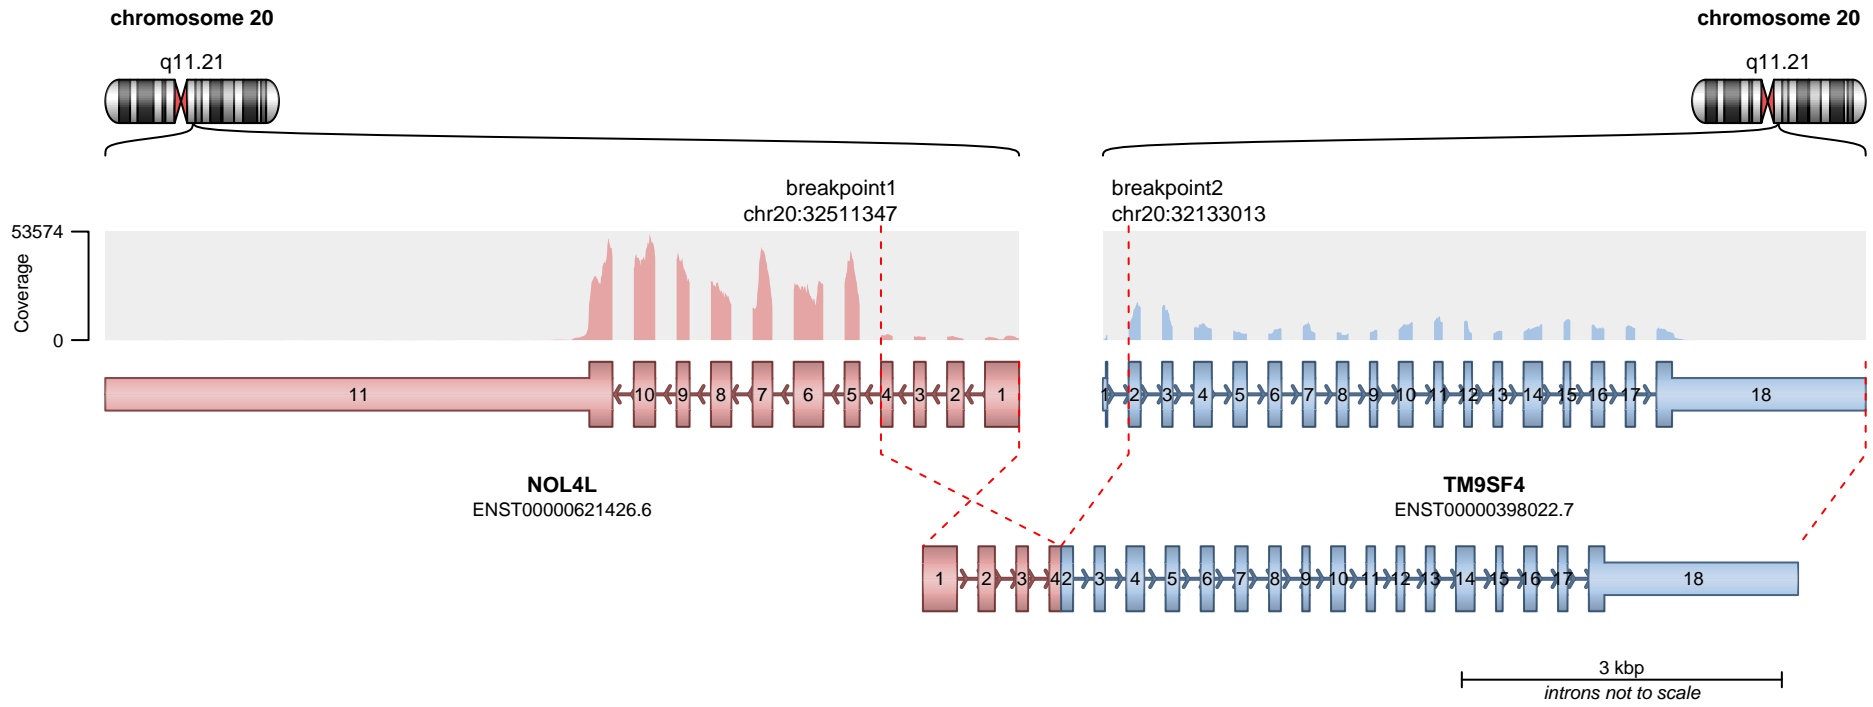 chromosome 20
chromosome 20
q11.21
q11.21
breakpoint1
chr20:32511347
breakpoint2
chr20:32133013
53574
Coverage
0
11 10 9 8 7 6 5 4 3 2 1
1 2 3 4 5 6 7 8 9 10 11 12 13 14 15 16 17 18
NOL4L
ENST00000621426.6
TM9SF4
ENST00000398022.7
1 2 3 4 2 3 4 5 6 7 8 9 10 11 12 13 14 15 16 17 18
3 kbp
introns not to scale